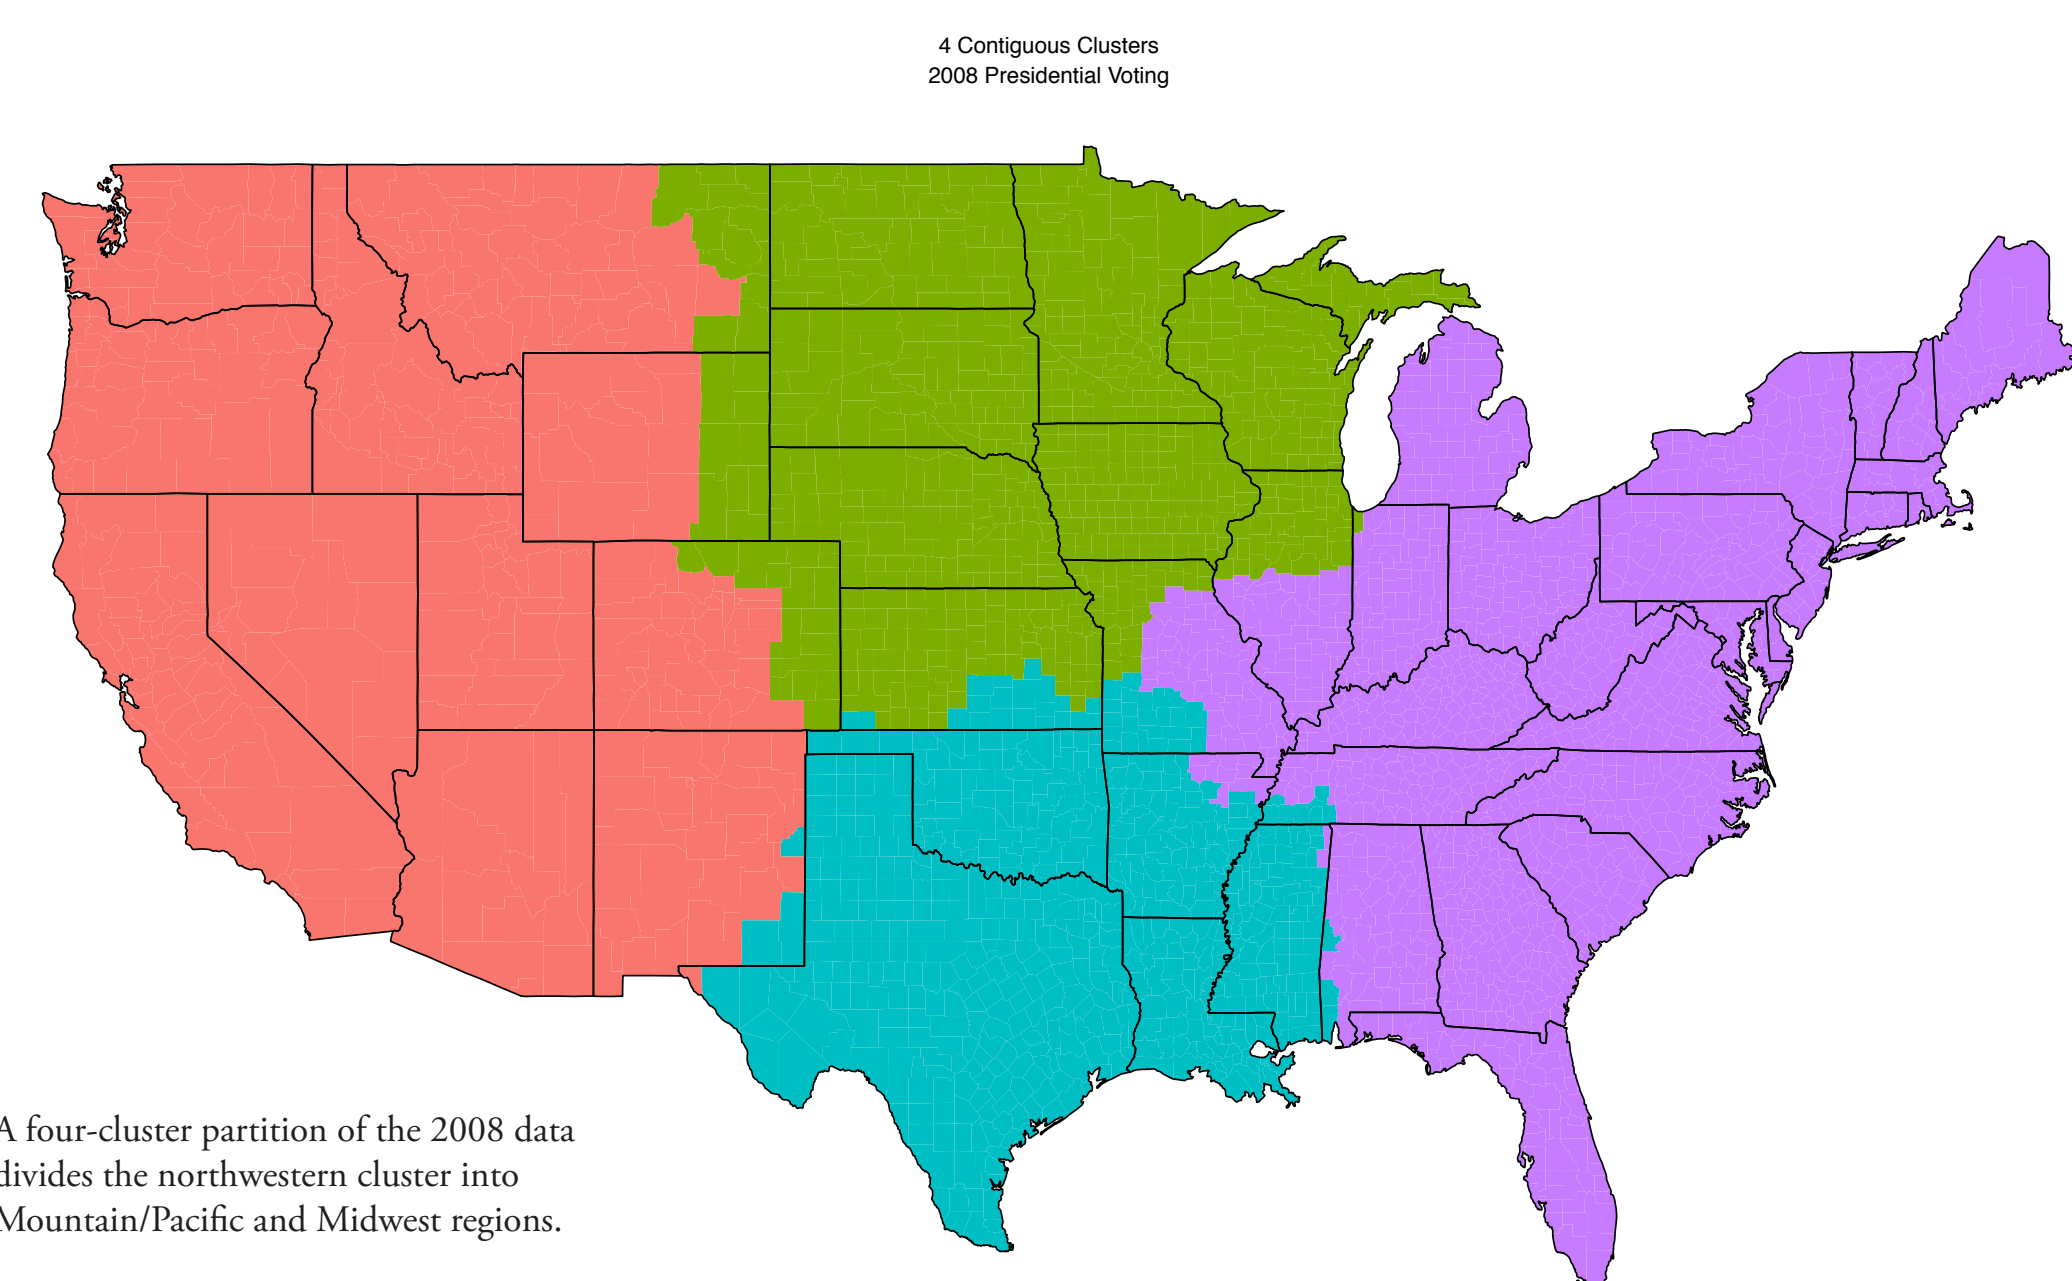 4 Contiguous Clusters
2008 Presidential Voting
A four-cluster partition of the 2008 data
divides the northwestern cluster into
Mountain/Pacific and Midwest regions.